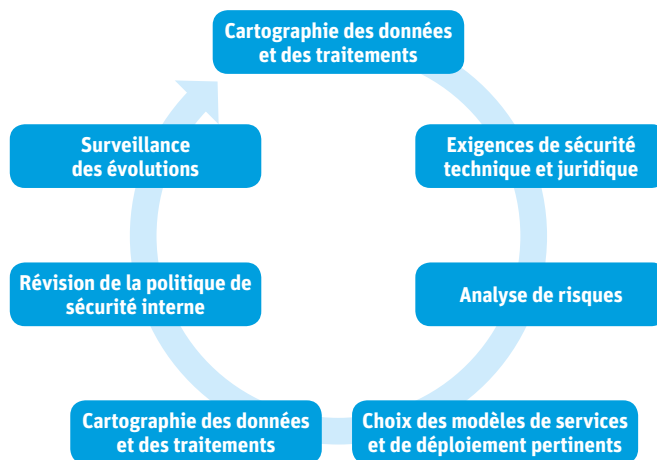 Cartographie des données
et des traitements
Exigences de sécurité
technique et juridique
Analyse de risques
Choix des modèles de services
et de déploiement pertinents
Cartographie des données
et des traitements
Révision de la politique de
sécurité interne
Surveillance
des évolutions